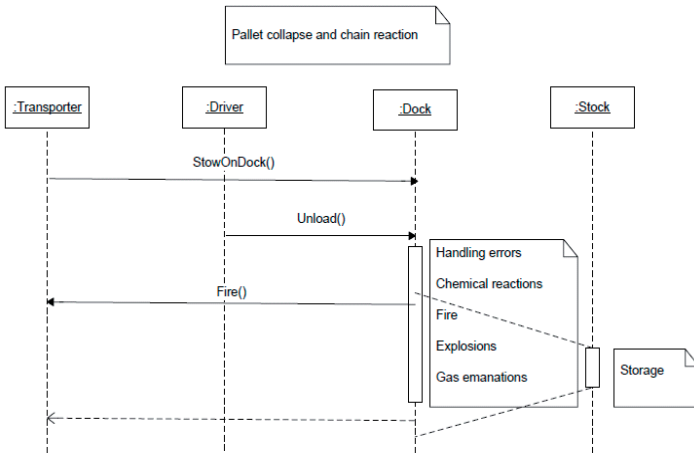 Pallet collapse and chain reaction
:Transporter
:Driver
:Dock
:Stock
StowOnDock()
Unload()
Handling errors
Chemical reactions
Fire()
Fire
Explosions
Gas emanations
Storage